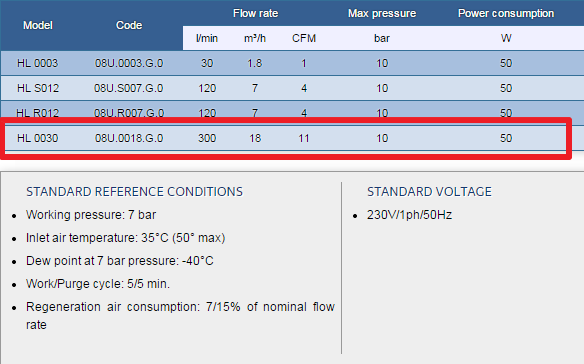 Model Code Flow rate Max pressure Power consumption
l/min m³/h CFM bar W
HL 0003 08U.0003.G.0 30 1.8 1 10 50
HL S012 08U.S007.G.0 120 7 4 10 50
HL R012 08U.R007.G.0 120 7 4 10 50
HL 0030 08U.0018.G.0 300 18 11 10 50
STANDARD REFERENCE CONDITIONS
• Working pressure: 7 bar
• Inlet air temperature: 35°C (50° max)
• Dew point at 7 bar pressure: -40°C
• Work/Purge cycle: 5/5 min.
• Regeneration air consumption: 7/15% of nominal flow
rate
STANDARD VOLTAGE
• 230V/1ph/50Hz